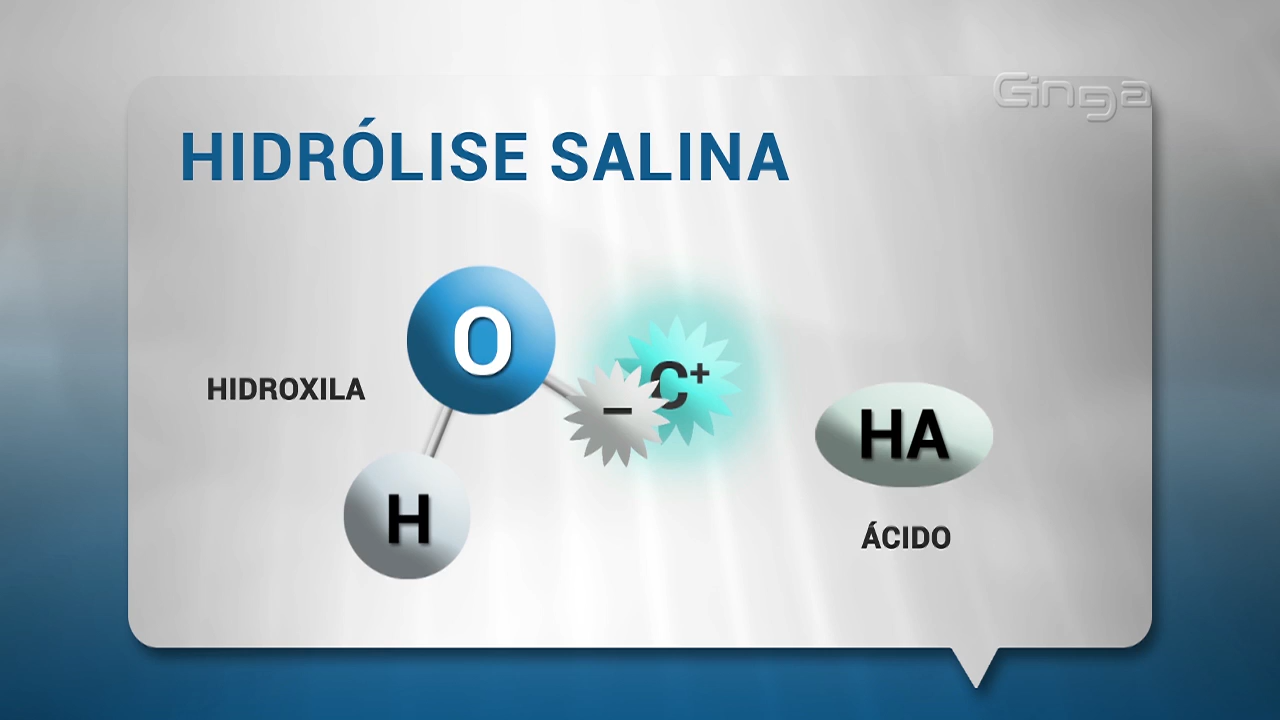 Ginga
HIDRÓLISE SALINA
O
C⁺
–
HIDROXILA
HA
H
ÁCIDO